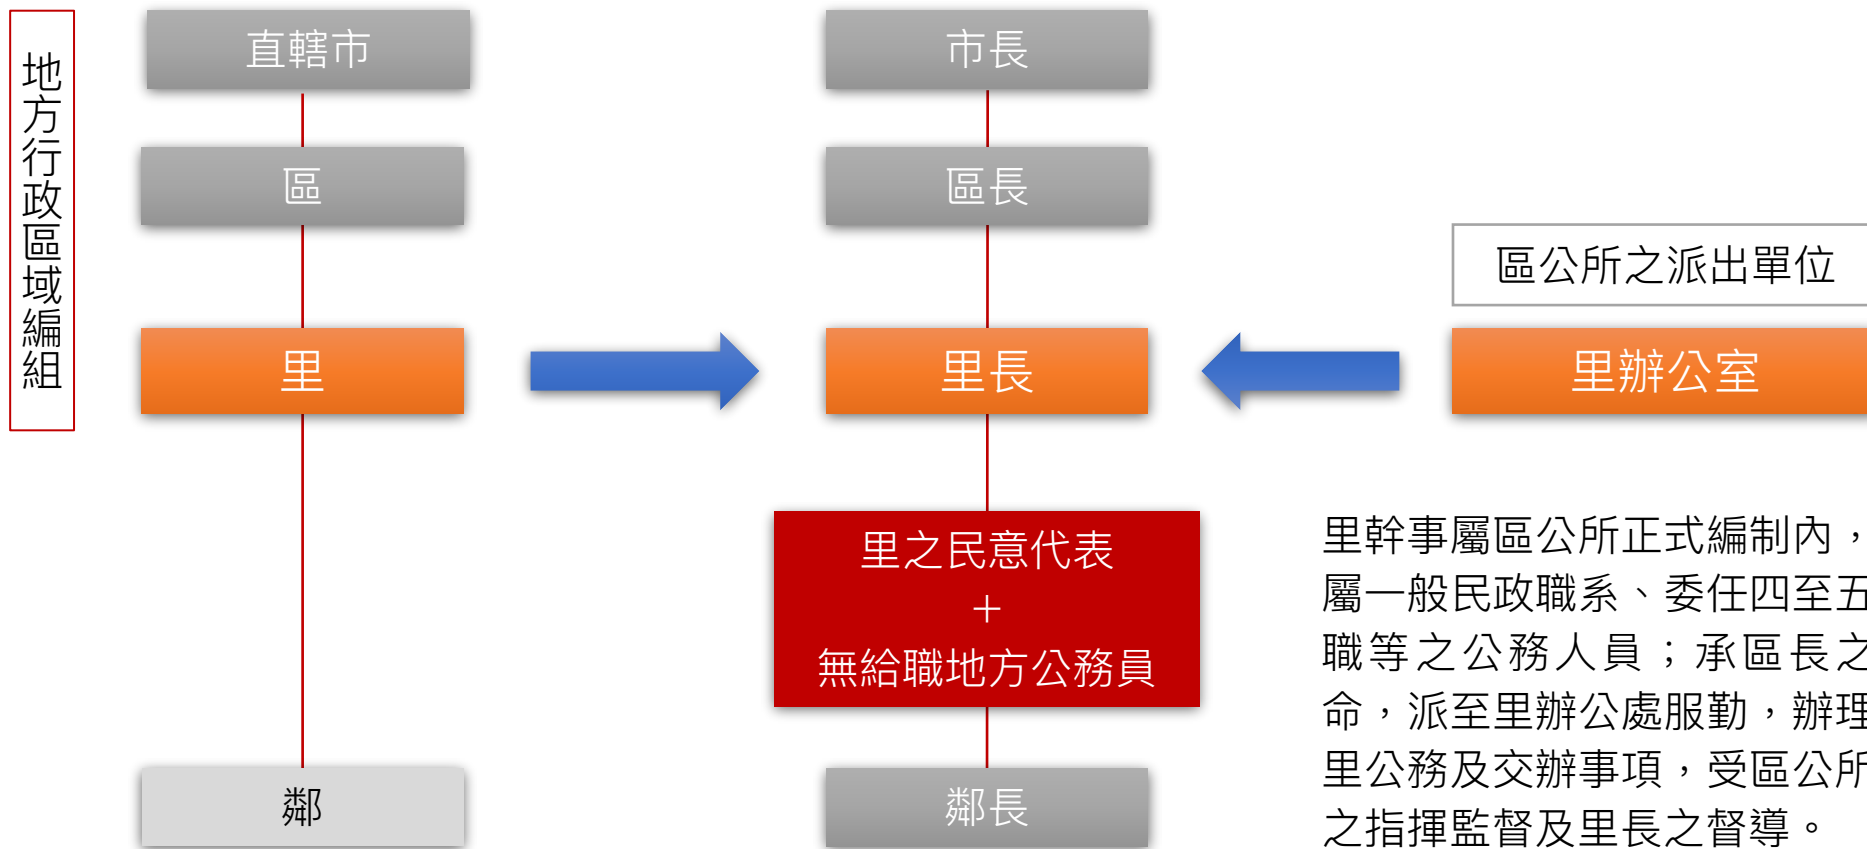 地方行政區域編組
直轄市
市長
區
區長
區公所之派出單位
里
里長
里辦公室
里之民意代表
＋
無給職地方公務員
里幹事屬區公所正式編制內，
屬一般民政職系、委任四至五
職等之公務人員；承區長之
命，派至里辦公處服勤，辦理
里公務及交辦事項，受區公所
之指揮監督及里長之督導。
鄰
鄰長